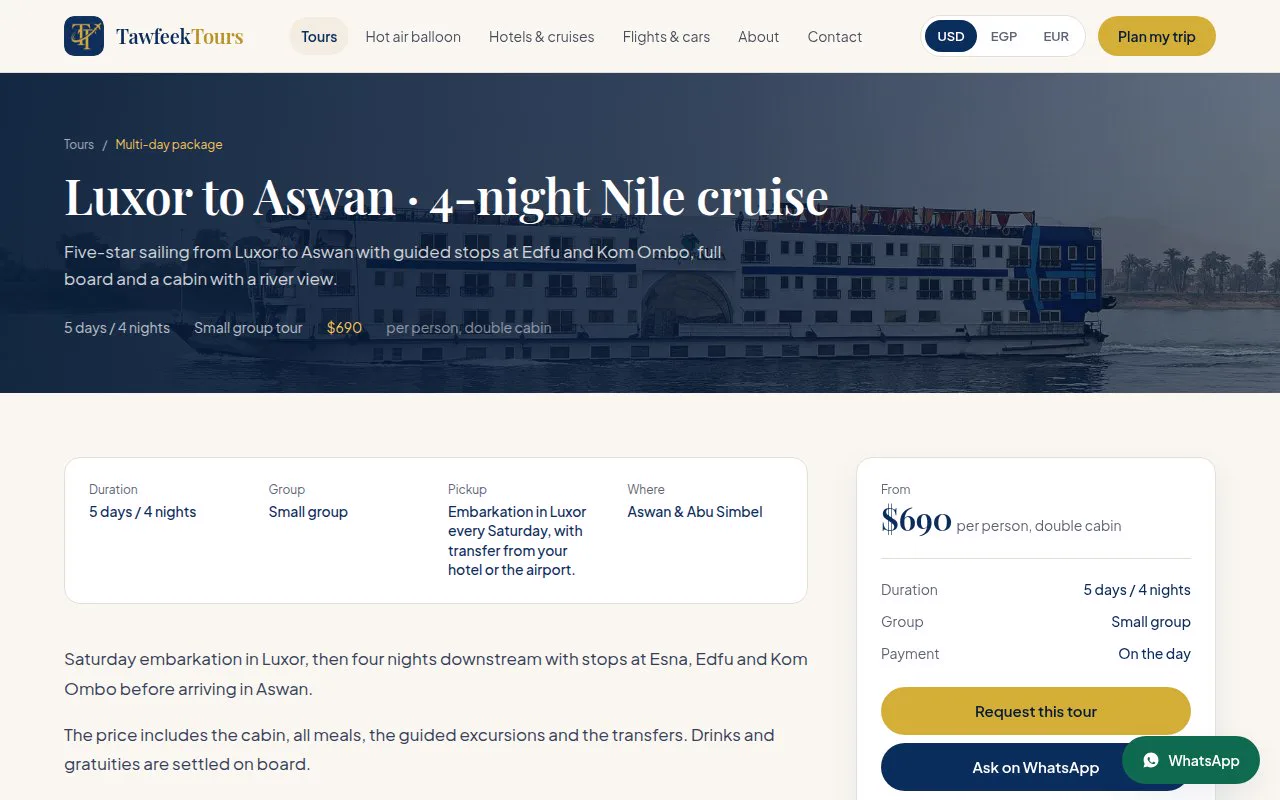 TawfeekTours
Tours
Hot air balloon
Hotels & cruises
Flights & cars
About
Contact
USD
EGP
EUR
Plan my trip
Tours / Multi-day package
Luxor to Aswan · 4-night Nile cruise
Five-star sailing from Luxor to Aswan with guided stops at Edfu and Kom Ombo, full
board and a cabin with a river view.
5 days / 4 nights
Small group tour
$690
per person, double cabin
Duration
5 days / 4 nights
Group
Small group
Pickup
Embarkation in Luxor
every Saturday, with
transfer from your
hotel or the airport.
Where
Aswan & Abu Simbel
Saturday embarkation in Luxor, then four nights downstream with stops at Esna, Edfu and Kom
Ombo before arriving in Aswan.
The price includes the cabin, all meals, the guided excursions and the transfers. Drinks and
gratuities are settled on board.
From
$690 per person, double cabin
Duration
5 days / 4 nights
Group
Small group
Payment
On the day
Request this tour
Ask on WhatsApp
WhatsApp